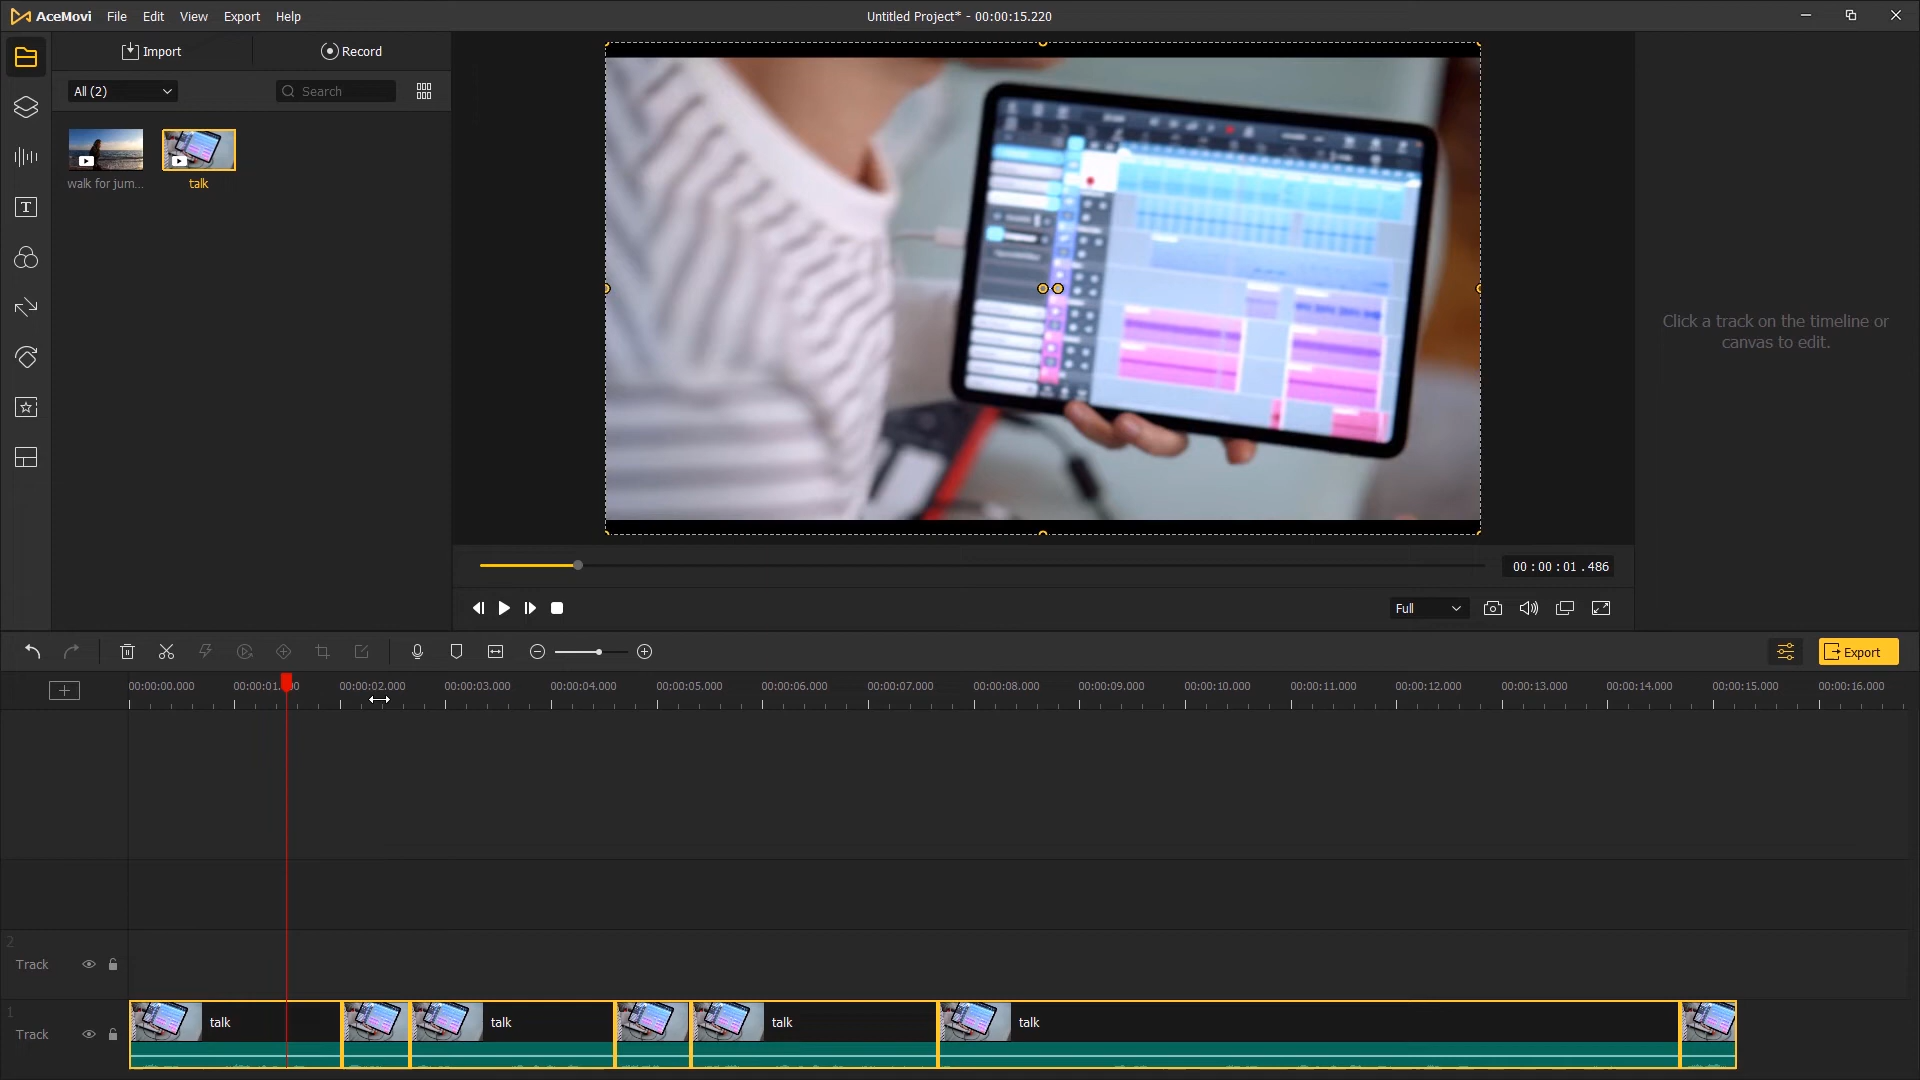 AceMovi File Edit View Export Help
Untitled Project* - 00:00:15.220
Import Record
All (2) Search
walk for jum... talk
Click a track on the timeline or
canvas to edit.
00 : 00 : 01 . 486
Full
Export
00:00:00.000 00:00:01. 00:00:02.000 00:00:03.000 00:00:04.000 00:00:05.000 00:00:06.000 00:00:07.000 00:00:08.000 00:00:09.000 00:00:10.000 00:00:11.000 00:00:12.000 00:00:13.000 00:00:14.000 00:00:15.000 00:00:16.000
2
Track
1
Track
talk talk talk talk